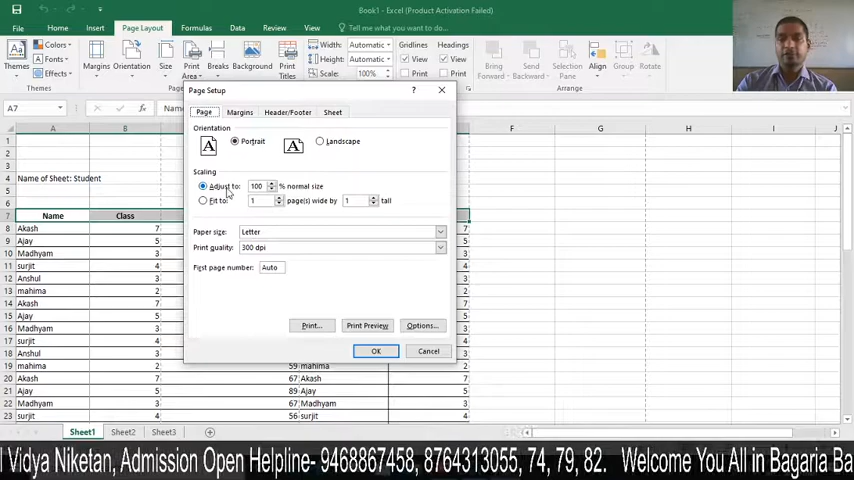 Book1 - Excel (Product Activation Failed)
File Home Insert Page Layout Formulas Data Review View Tell me what you want to do
Themes Colors Fonts Effects
Margins Orientation Size Print Area Breaks Background Print Titles
Width: Automatic
Height: Automatic
Scale: 100%
Gridlines Headings
View View
Print Print
Bring Forward Send Backward Selection Pane Align
A7 fx Nam
Page Setup ? ×
Page Margins Header/Footer Sheet
Orientation
A Portrait A Landscape
Scaling
Adjust to: 100 % normal size
Fit to: 1 page(s) wide by 1 tall
Paper size: Letter
Print quality: 300 dpi
First page number: Auto
Print... Print Preview Options...
OK Cancel
A B F G H I J
1
2
4 Name of Sheet: Student
5
6
7 Name Class
8 Akash 7 7
9 Ajay 5 5
10 Madhyam 3 3
11 surjit 4 4
12 Anshul 3 3
13 mahima 2 2
14 Akash 7 7
15 Ajay 5 5
16 Madhyam 3 3
17 surjit 4 4
18 Anshul 3 3
19 mahima 2 59 mahima 2
20 Akash 7 67 Akash 7
21 Ajay 5 89 Ajay 5
22 Madhyam 3 67 Madhyam 3
23 surjit 4 56 surjit 4
Sheet1 Sheet2 Sheet3
l Vidya Niketan, Admission Open Helpline- 9468867458, 8764313055, 74, 79, 82. Welcome You All in Bagaria Ba